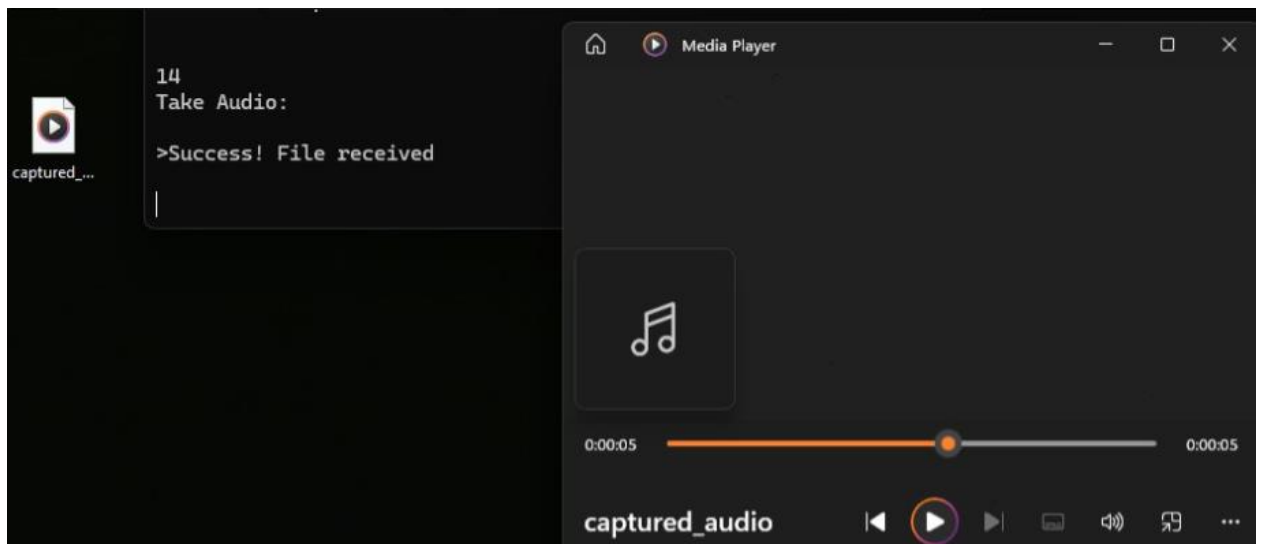 14
Take Audio:
>Success! File received
captured_...
Media Player
0:00:05
0:00:05
captured_audio